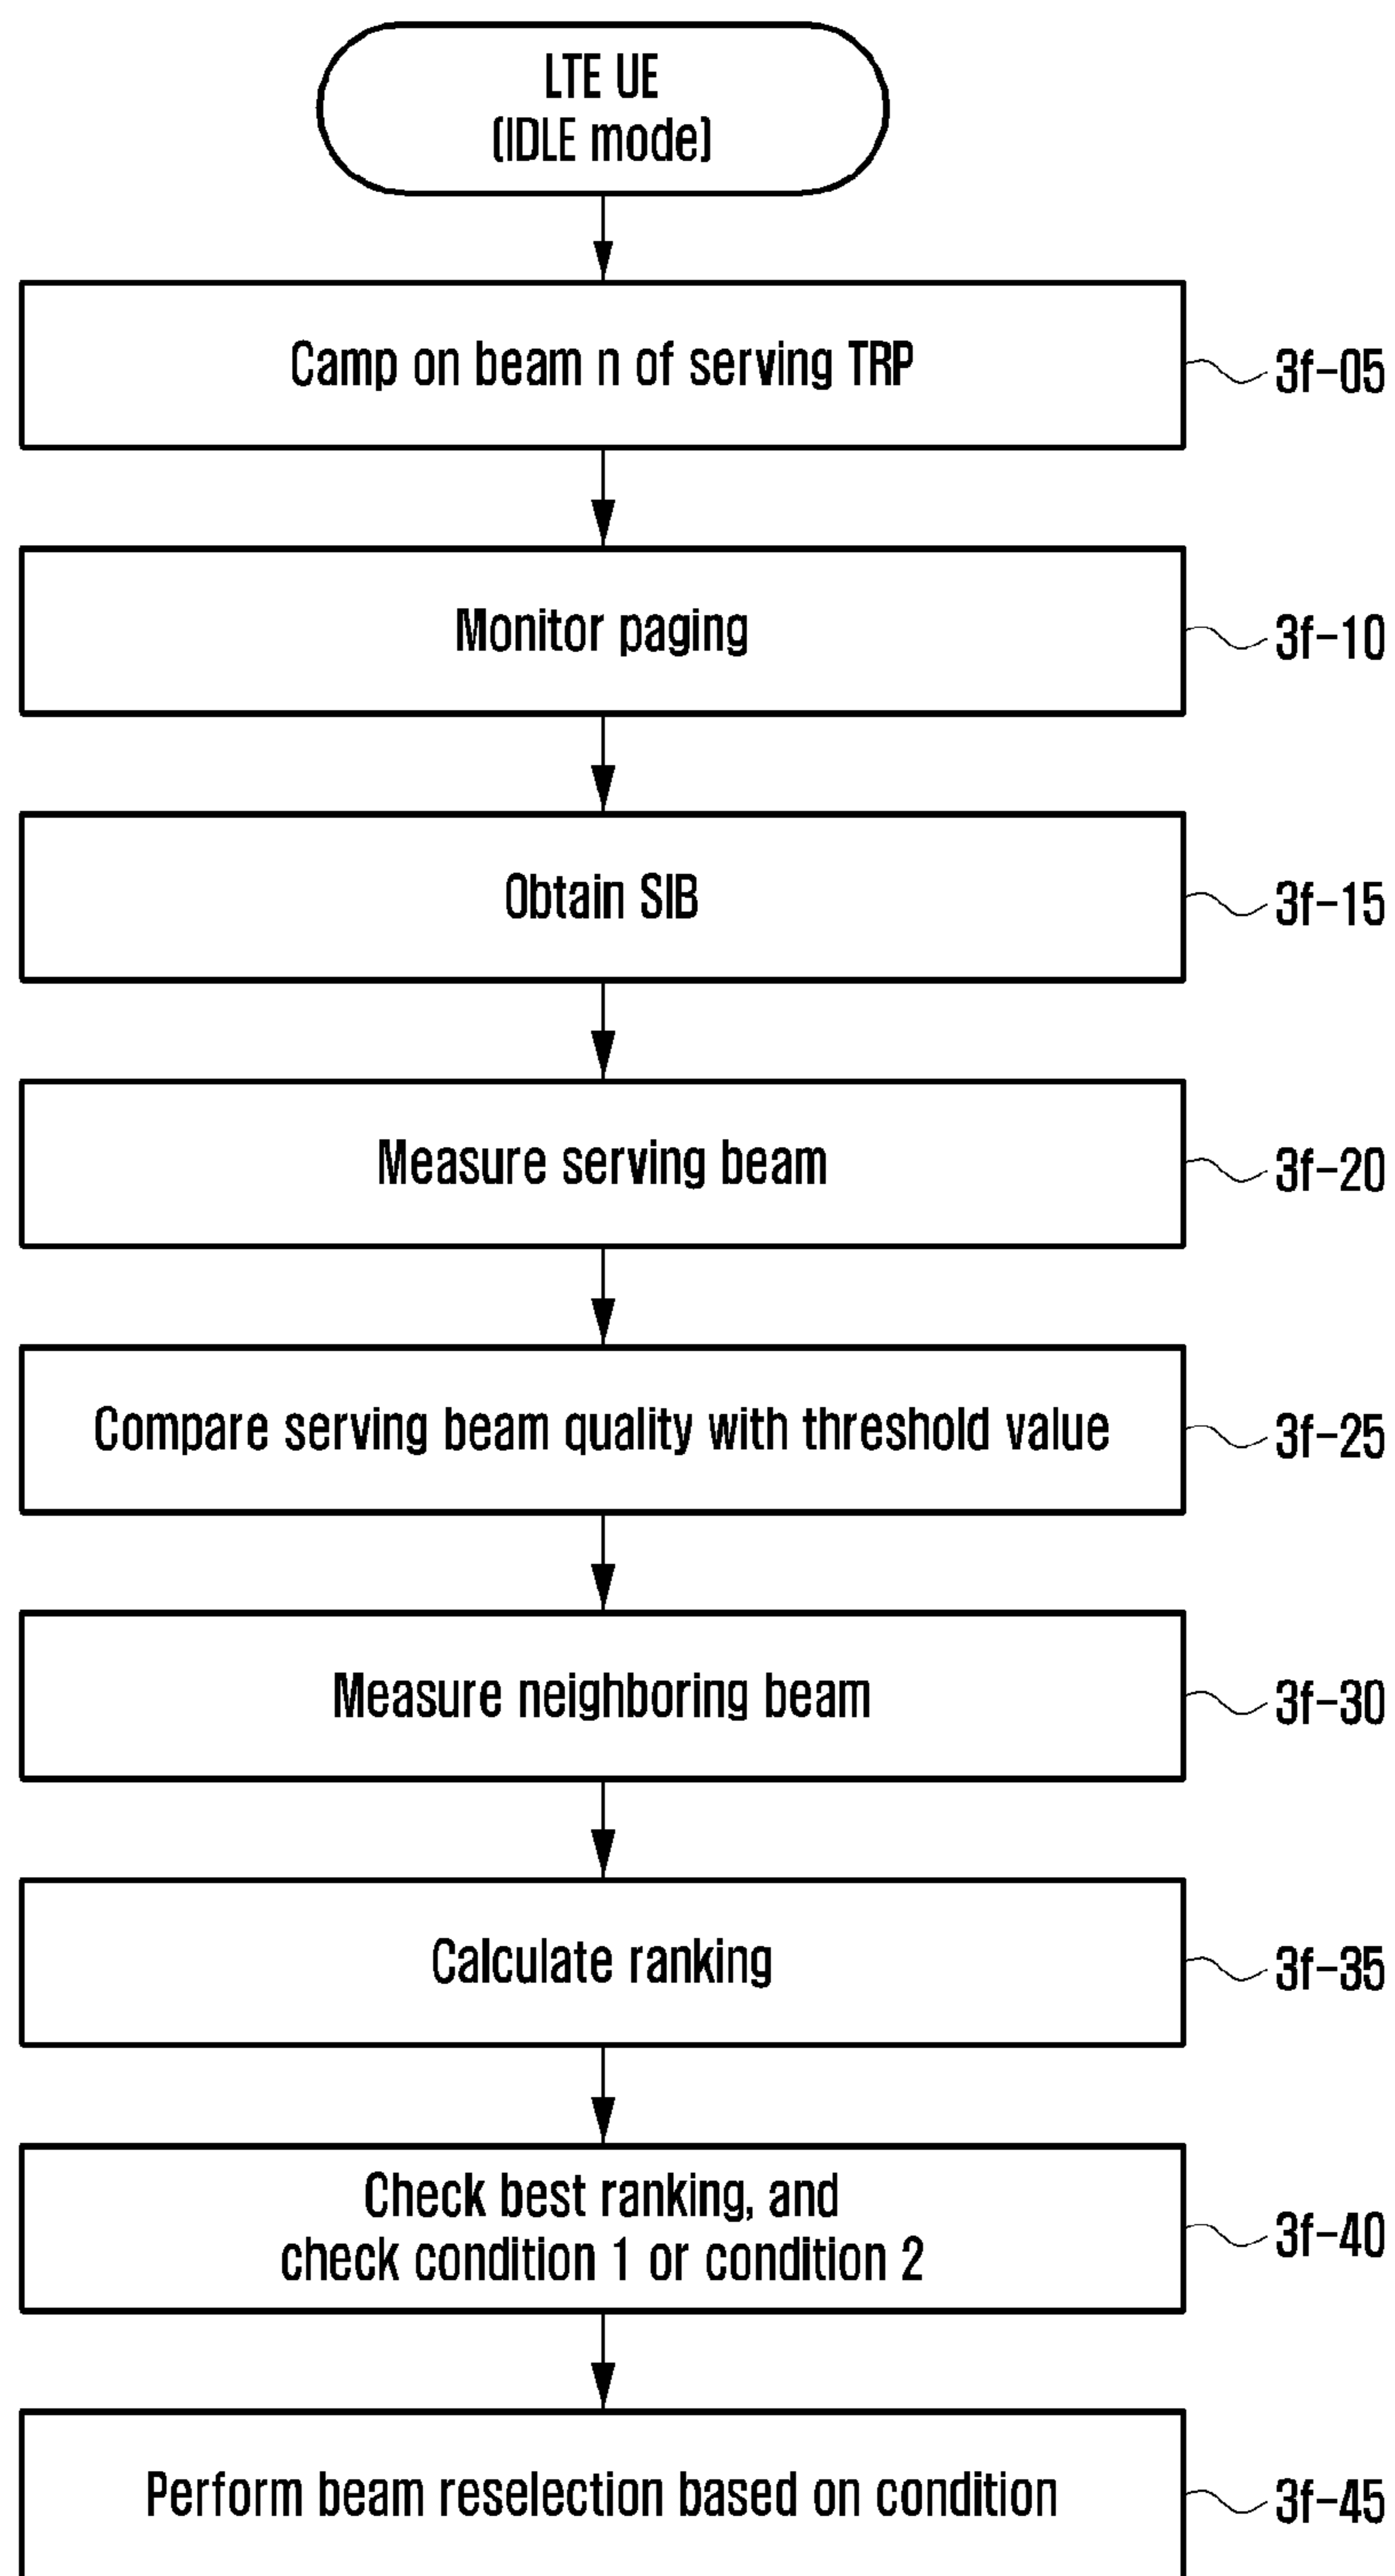 LTE UE
(IDLE mode)
Camp on beam n of serving TRP
3f-05
Monitor paging
3f-10
Obtain SIB
3f-15
Measure serving beam
3f-20
Compare serving beam quality with threshold value
3f-25
Measure neighboring beam
3f-30
Calculate ranking
3f-35
Check best ranking, and
check condition 1 or condition 2
3f-40
Perform beam reselection based on condition
3f-45